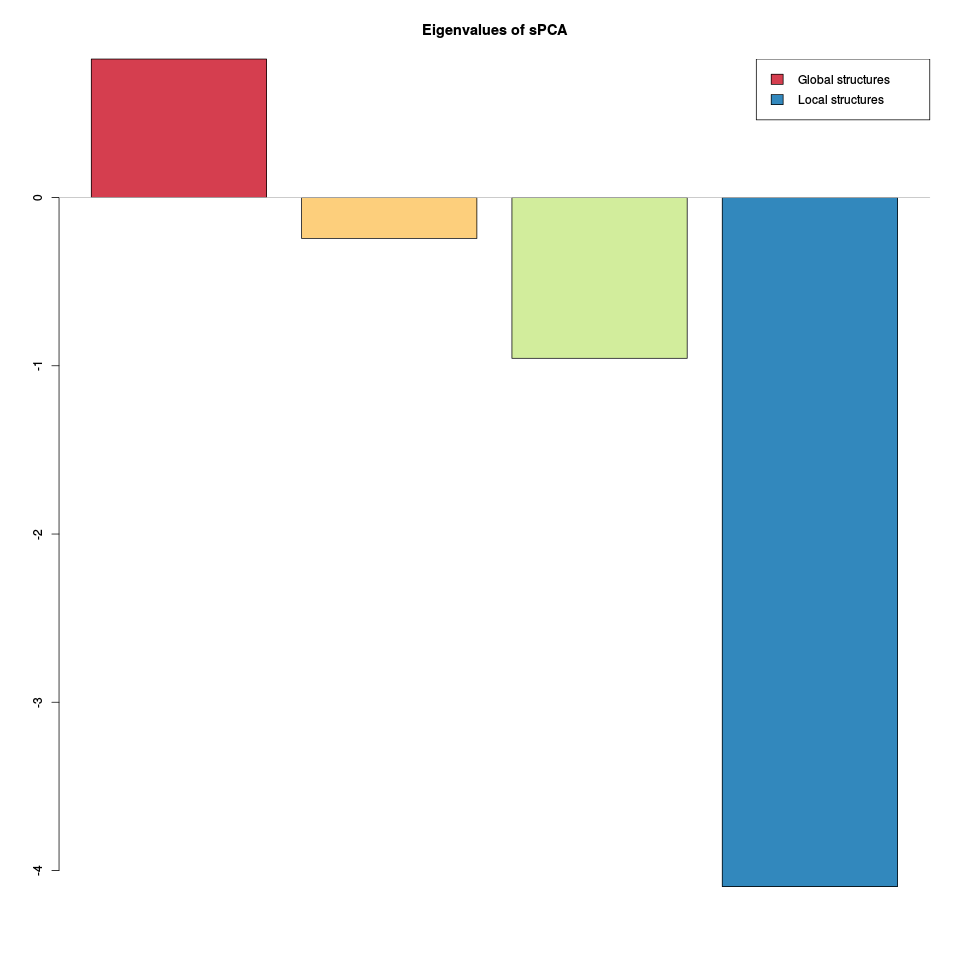 Eigenvalues of sPCA
Global structures
Local structures
0
-1
-2
-3
-4